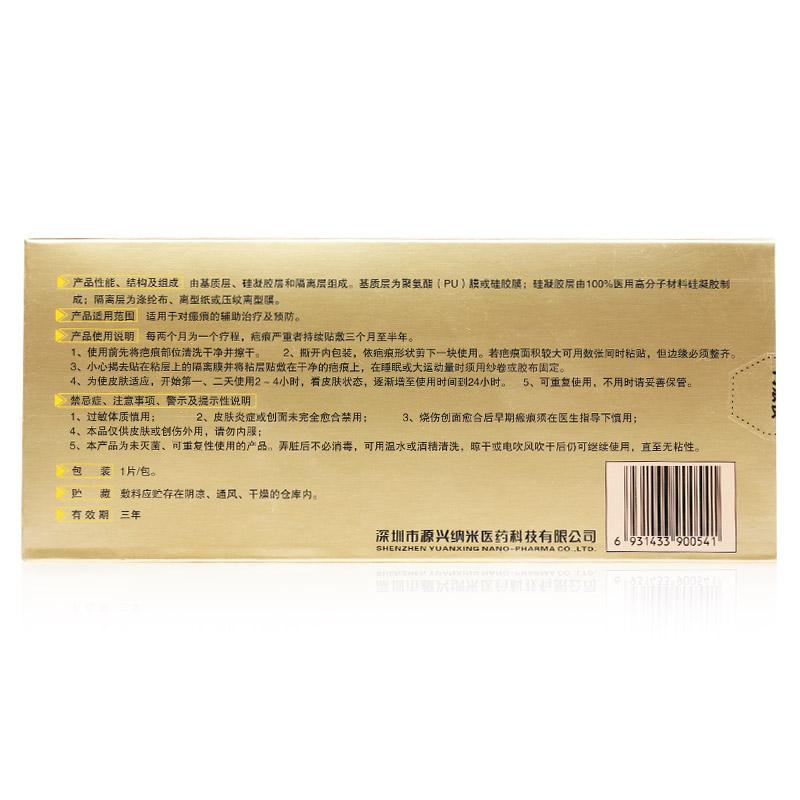 产品性能、结构及组成 由基质层、硅凝胶层和隔离层组成。基质层为聚氨酯（PU）膜或硅胶膜；硅凝胶层由100%医用高分子材料硅凝胶制
成；隔离层为涤纶布、离型纸或压纹离型膜。
产品适用范围 适用于对瘢痕的辅助治疗及预防。
产品使用说明 每两个月为一个疗程，疤痕严重者持续贴敷三个月至半年。
1、使用前先将疤痕部位清洗干净并擦干。 2、撕开内包装，依疤痕形状剪下一块使用。若疤痕面积较大可用数张同时粘贴，但边缘必须整齐。
3、小心揭去贴在粘层上的隔离膜并将粘层贴敷在干净的疤痕上，在睡眠或大运动量时须用纱卷或胶布固定。
4、为使皮肤适应，开始第一、二天使用2～4小时，看皮肤状态，逐渐增至使用时间到24小时。 5、可重复使用，不用时请妥善保管。
禁忌症、注意事项、警示及提示性说明
1、过敏体质慎用； 2、皮肤炎症或创面未完全愈合禁用； 3、烧伤创面愈合后早期瘢痕须在医生指导下慎用；
4、本品仅供皮肤或创伤外用，请勿内服；
5、本产品为未灭菌、可重复性使用的产品。弄脏后不必消毒，可用温水或酒精清洗，晾干或电吹风吹干后仍可继续使用，直至无粘性。
包 装 1片/包。
贮 藏 敷料应贮存在阴凉、通风、干燥的仓库内。
有效期 三年
深圳市源兴纳米医药科技有限公司
SHENZHEN YUANXING NANO-PHARMA CO.,LTD.
6 931433 900541